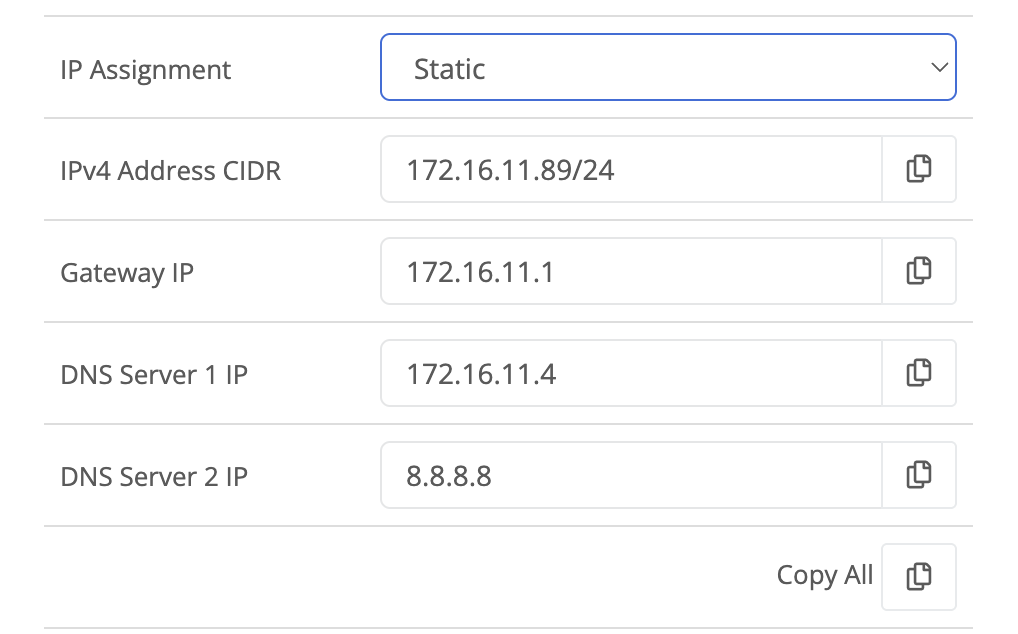 IP Assignment Static
IPv4 Address CIDR 172.16.11.89/24
Gateway IP 172.16.11.1
DNS Server 1 IP 172.16.11.4
DNS Server 2 IP 8.8.8.8
Copy All